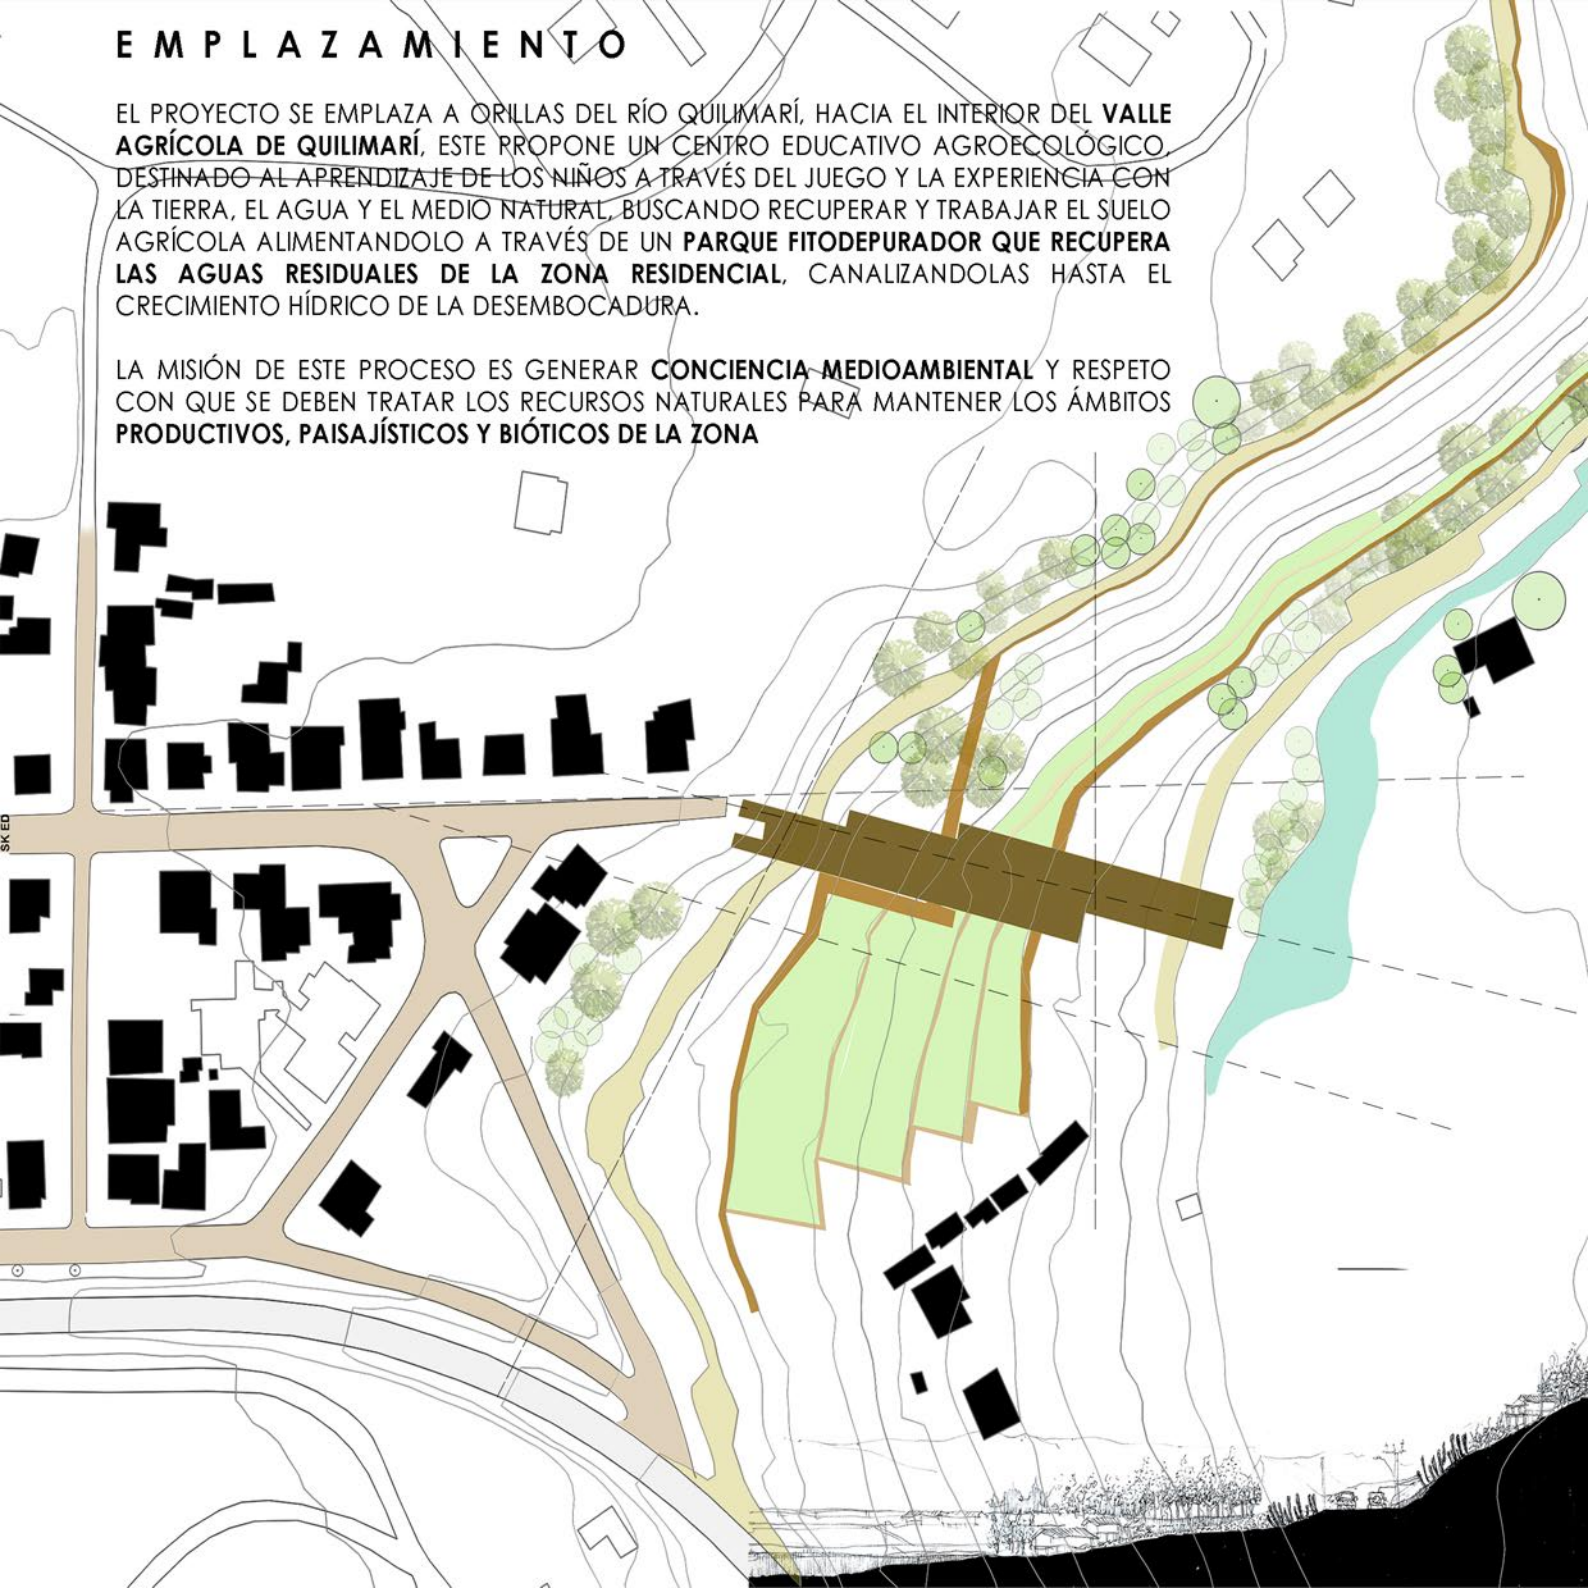 EMPLAZAMIENTO
EL PROYECTO SE EMPLAZA A ORILLAS DEL RÍO QUILIMARÍ, HACIA EL INTERIOR DEL VALLE
AGRÍCOLA DE QUILIMARÍ, ESTE PROPONE UN CENTRO EDUCATIVO AGROECOLÓGICO,
DESTINADO AL APRENDIZAJE DE LOS NIÑOS A TRAVÉS DEL JUEGO Y LA EXPERIENCIA CON
LA TIERRA, EL AGUA Y EL MEDIO NATURAL, BUSCANDO RECUPERAR Y TRABAJAR EL SUELO
AGRÍCOLA ALIMENTANDOLO A TRAVÉS DE UN PARQUE FITODEPURADOR QUE RECUPERA
LAS AGUAS RESIDUALES DE LA ZONA RESIDENCIAL, CANALIZANDOLAS HASTA EL
CRECIMIENTO HÍDRICO DE LA DESEMBOCADURA.
LA MISIÓN DE ESTE PROCESO ES GENERAR CONCIENCIA MEDIOAMBIENTAL Y RESPETO
CON QUE SE DEBEN TRATAR LOS RECURSOS NATURALES PARA MANTENER LOS ÁMBITOS
PRODUCTIVOS, PAISAJÍSTICOS Y BIÓTICOS DE LA ZONA
SK ED